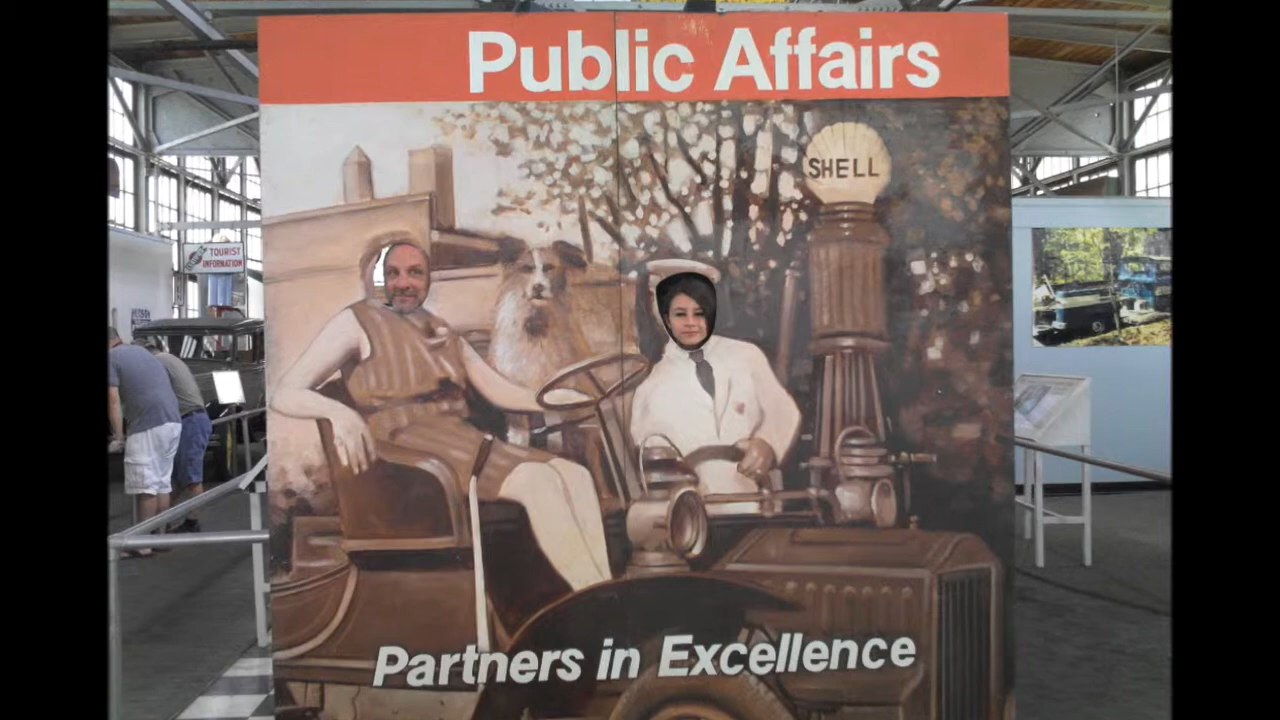 Public Affairs
SHELL
TOURIST
INFORMATION
Partners in Excellence